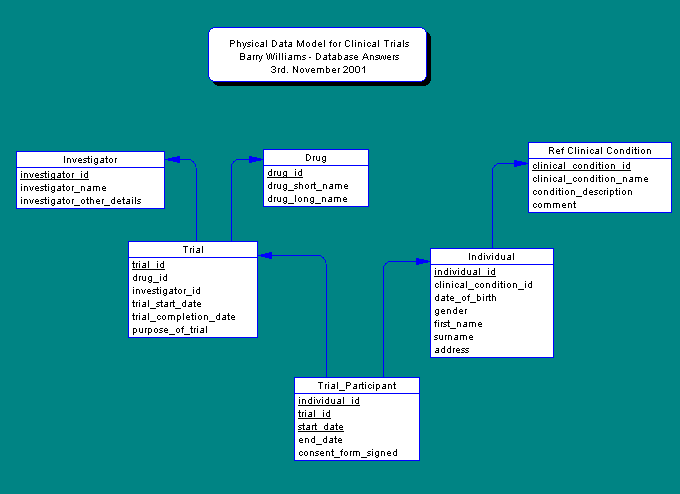 Physical Data Model for Clinical Trials
Barry Williams - Database Answers
3rd. November 2001
Investigator
investigator_id
investigator_name
investigator_other_details
Drug
drug_id
drug_short_name
drug_long_name
Ref Clinical Condition
clinical_condition_id
clinical_condition_name
condition_description
comment
Trial
trial_id
drug_id
investigator_id
trial_start_date
trial_completion_date
purpose_of_trial
Individual
individual_id
clinical_condition_id
date_of_birth
gender
first_name
surname
address
Trial_Participant
individual_id
trial_id
start_date
end_date
consent_form_signed